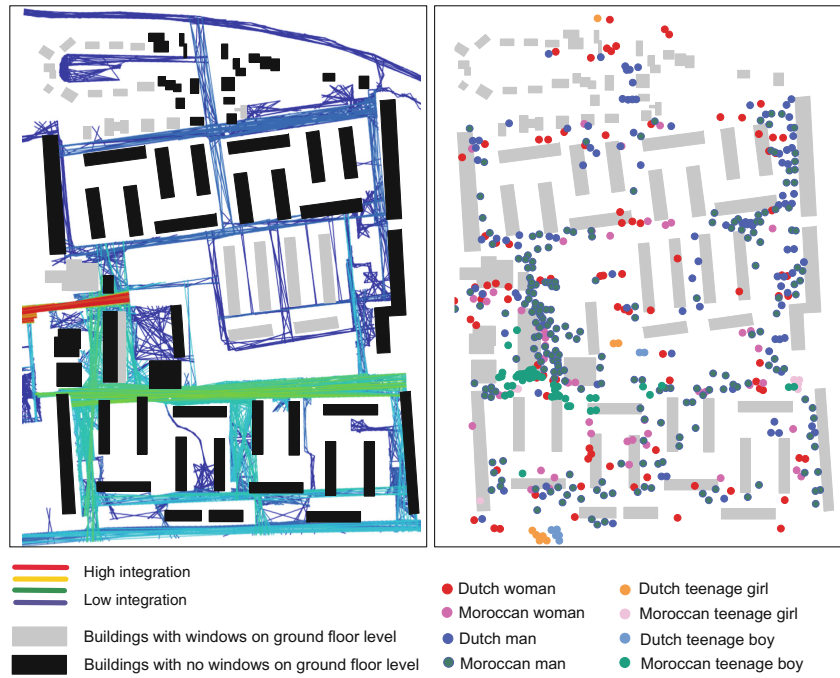 High integration
Low integration
Buildings with windows on ground floor level
Buildings with no windows on ground floor level
Dutch woman
Moroccan woman
Dutch man
Moroccan man
Dutch teenage girl
Moroccan teenage girl
Dutch teenage boy
Moroccan teenage boy